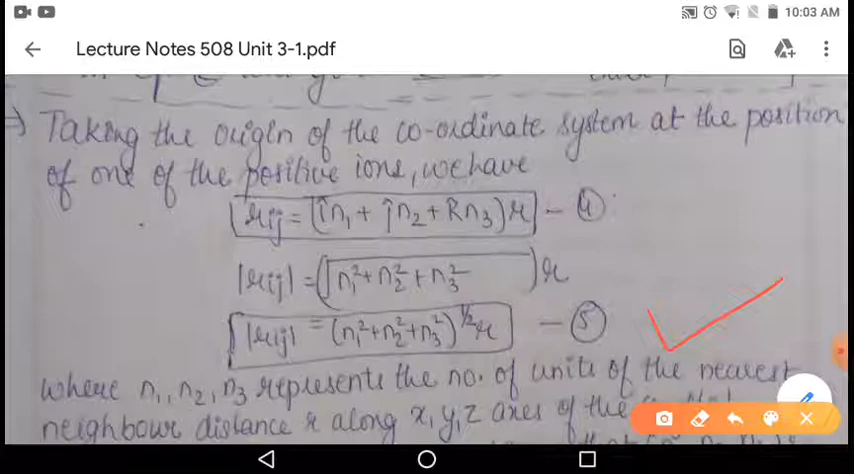 10:03 AM
Lecture Notes 508 Unit 3-1.pdf
⇒ Taking the origin of the co-ordinate system at the position
of one of the positive ions, we have
rij = (î n₁ + ĵ n₂ + k̂ n₃) r — ④
|rij| = (√n₁² + n₂² + n₃² ) r
|rij| = (n₁² + n₂² + n₃²)^1/2 r — ⑤
where n₁, n₂, n₃ represents the no. of units of the nearest
neighbour distance r along x, y, z axes of the